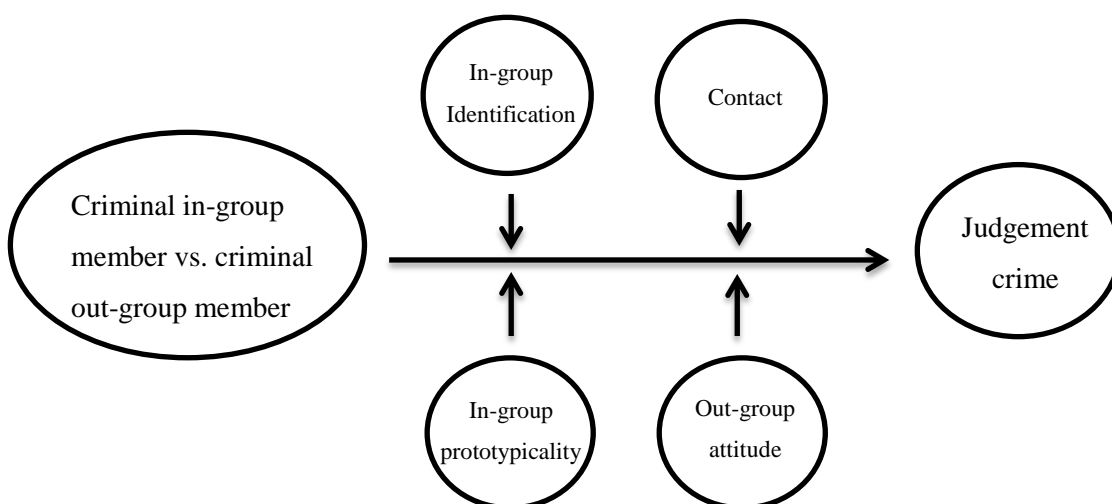 In-group
Identification
Contact
Criminal in-group
member vs. criminal
out-group member
Judgement
crime
In-group
prototypicality
Out-group
attitude